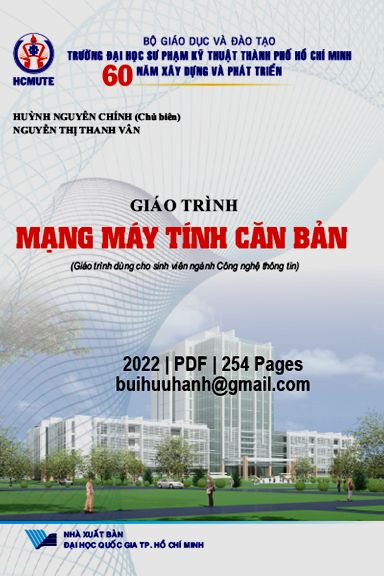 BỘ GIÁO DỤC VÀ ĐÀO TẠO
TRƯỜNG ĐẠI HỌC SƯ PHẠM KỸ THUẬT THÀNH PHỐ HỒ CHÍ MINH
60 NĂM XÂY DỰNG VÀ PHÁT TRIỂN
HCMUTE
HUỲNH NGUYÊN CHÍNH (Chủ biên)
NGUYỄN THỊ THANH VÂN
GIÁO TRÌNH
MẠNG MÁY TÍNH CĂN BẢN
(Giáo trình dùng cho sinh viên ngành Công nghệ thông tin)
2022 | PDF | 254 Pages
buihuuhanh@gmail.com
NHÀ XUẤT BẢN
ĐẠI HỌC QUỐC GIA TP. HỒ CHÍ MINH